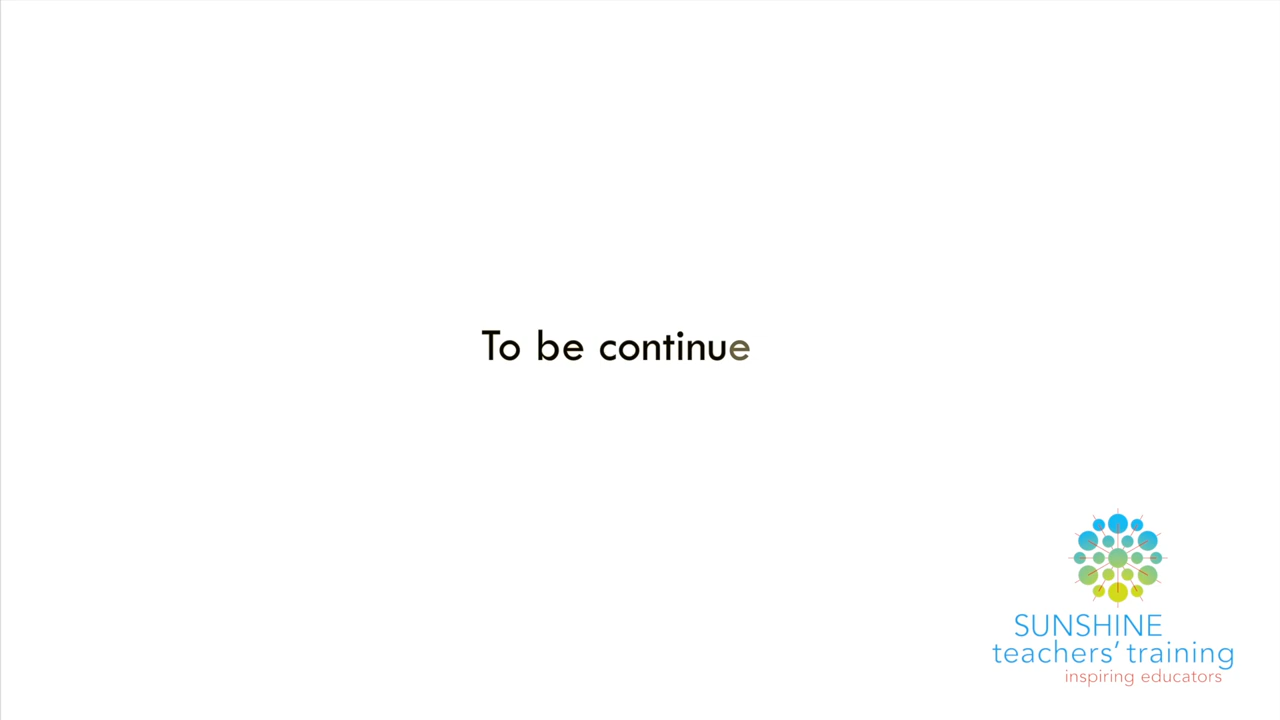 To be continue
SUNSHINE
teachers' training
inspiring educators